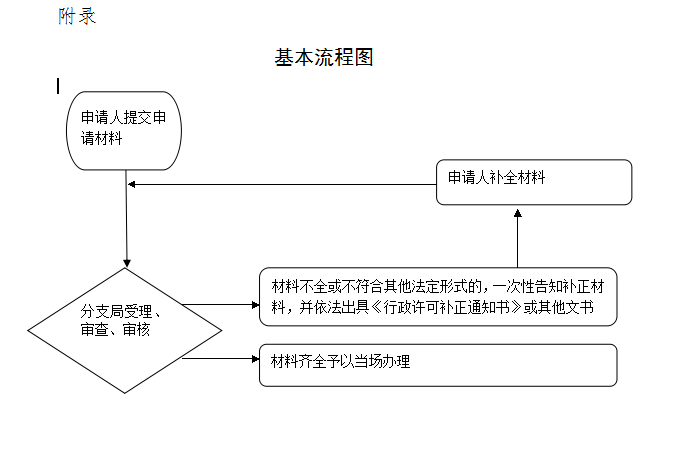 附录
基本流程图
申请人提交申
请材料
申请人补全材料
材料不全或不符合其他法定形式的，一次性告知补正材
料，并依法出具《行政许可补正通知书》或其他文书
分支局受理、
审查、审核
材料齐全予以当场办理